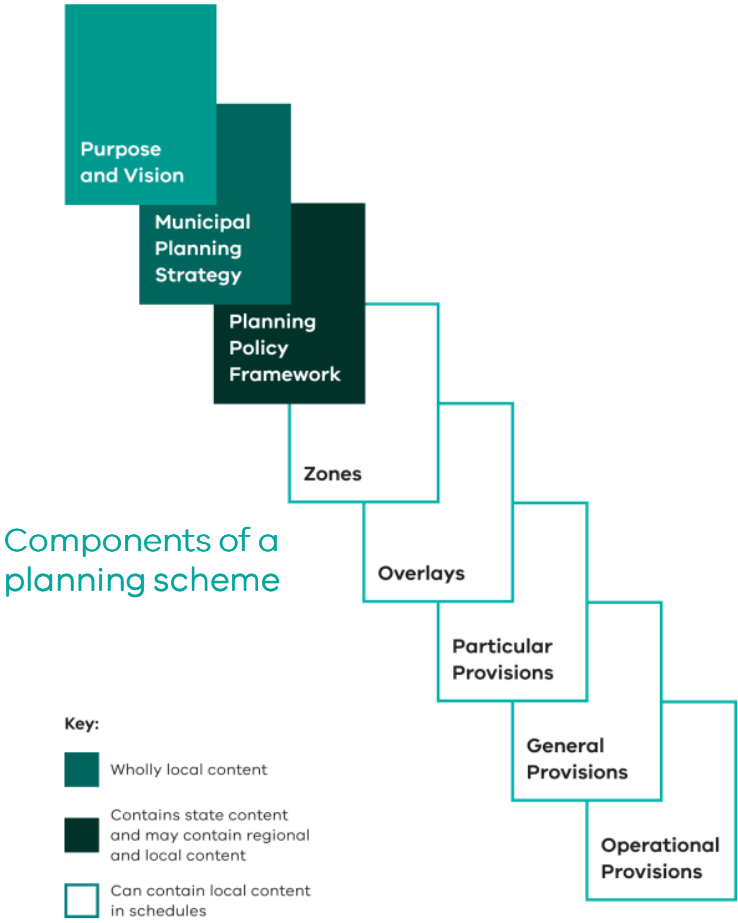 Purpose
and Vision
Municipal
Planning
Strategy
Planning
Policy
Framework
Zones
Components of a
planning scheme
Overlays
Particular
Provisions
General
Provisions
Operational
Provisions
Key:
Wholly local content
Contains state content
and may contain regional
and local content
Can contain local content
in schedules